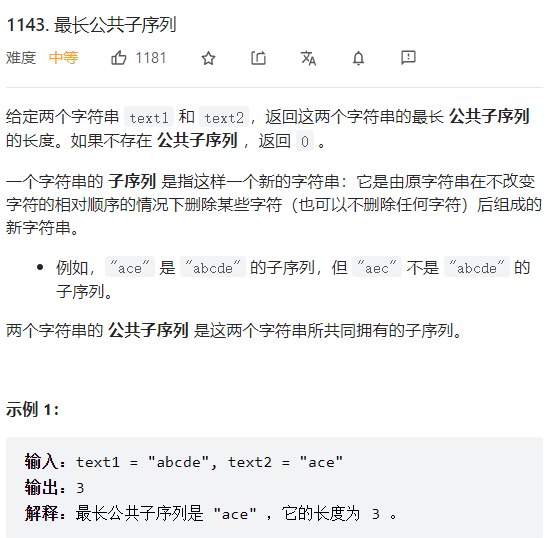 1143. 最长公共子序列
难度 中等 1181
给定两个字符串 text1 和 text2，返回这两个字符串的最长 公共子序列
的长度。如果不存在 公共子序列 ，返回 0 。
一个字符串的 子序列 是指这样一个新的字符串：它是由原字符串在不改变
字符的相对顺序的情况下删除某些字符（也可以不删除任何字符）后组成的
新字符串。
• 例如，"ace" 是 "abcde" 的子序列，但 "aec" 不是 "abcde" 的
子序列。
两个字符串的 公共子序列 是这两个字符串所共同拥有的子序列。
示例 1：
输入：text1 = "abcde", text2 = "ace"
输出：3
解释：最长公共子序列是 "ace" ，它的长度为 3 。